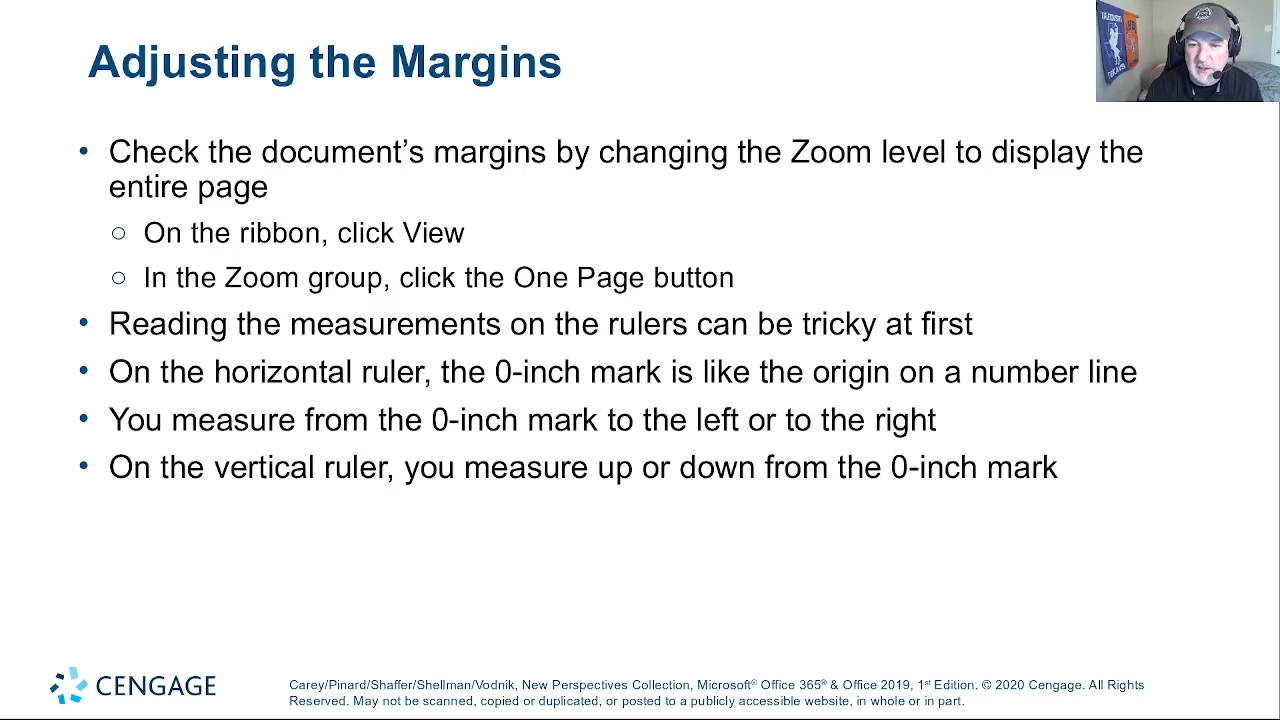 Adjusting the Margins
• Check the document’s margins by changing the Zoom level to display the
entire page
○ On the ribbon, click View
○ In the Zoom group, click the One Page button
• Reading the measurements on the rulers can be tricky at first
• On the horizontal ruler, the 0-inch mark is like the origin on a number line
• You measure from the 0-inch mark to the left or to the right
• On the vertical ruler, you measure up or down from the 0-inch mark
CENGAGE
Carey/Pinard/Shaffer/Shellman/Vodnik, New Perspectives Collection, Microsoft® Office 365® & Office 2019, 1st Edition. © 2020 Cengage. All Rights
Reserved. May not be scanned, copied or duplicated, or posted to a publicly accessible website, in whole or in part.